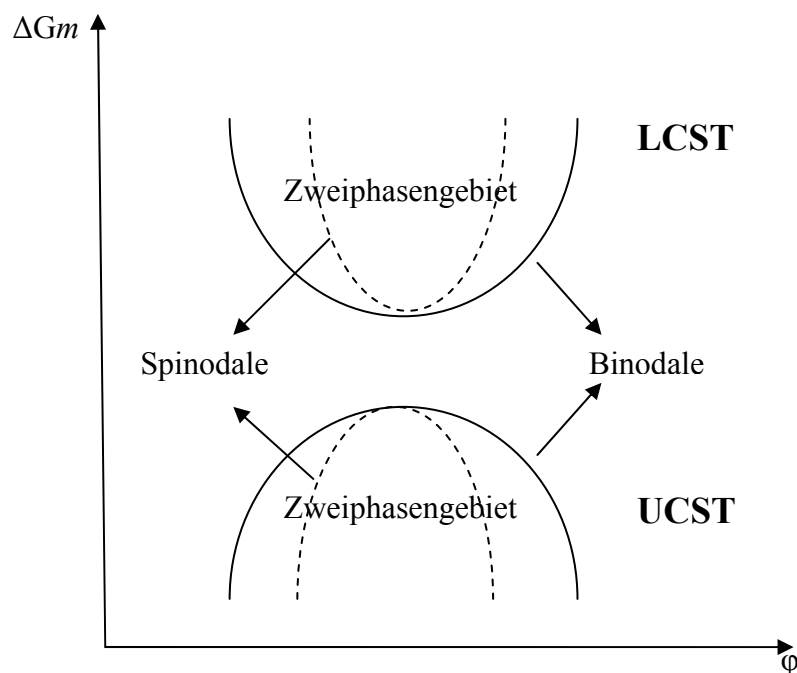 ΔGm
LCST
Zweiphasengebiet
Spinodale
Binodale
Zweiphasengebiet
UCST
φ